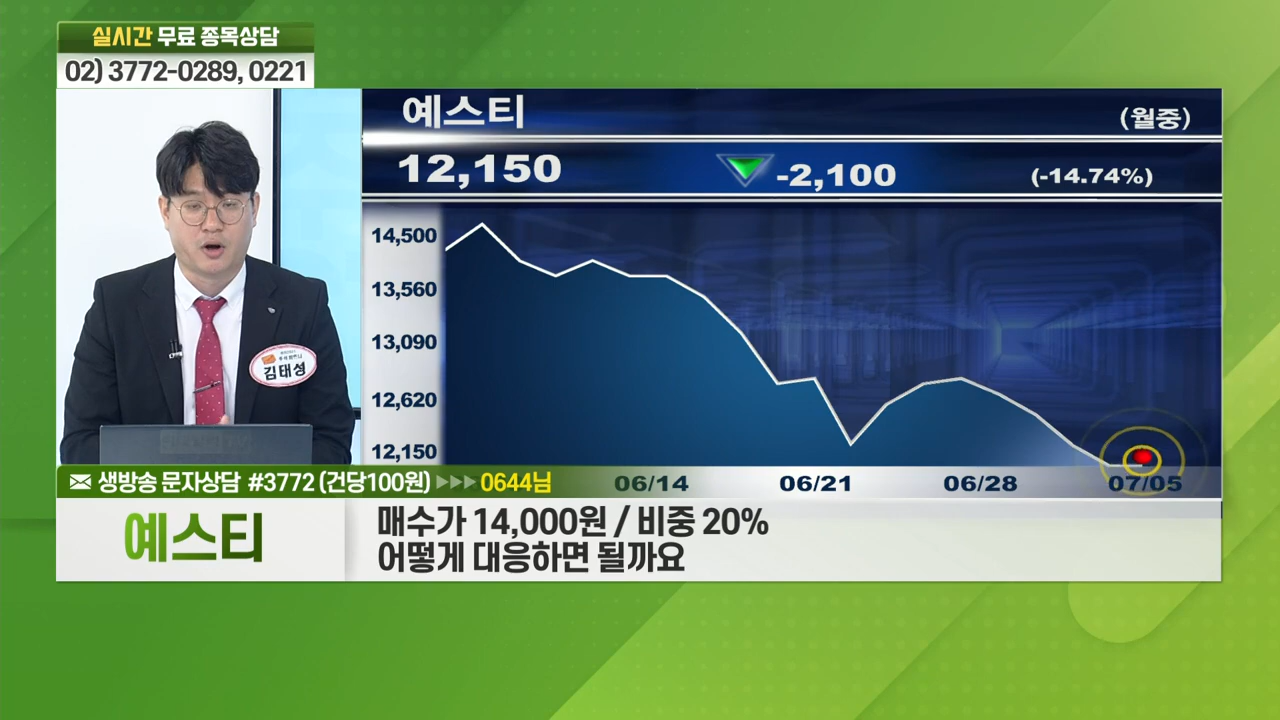 실시간 무료 종목상담
02) 3772-0289, 0221
예스티
(월중)
12,150
-2,100
(-14.74%)
14,500
13,560
13,090
12,620
12,150
06/14
06/21
06/28
07/05
김태성
생방송 문자상담 #3772 (건당100원) ▶▶▶ 0644님
예스티
매수가 14,000원 / 비중 20%
어떻게 대응하면 될까요